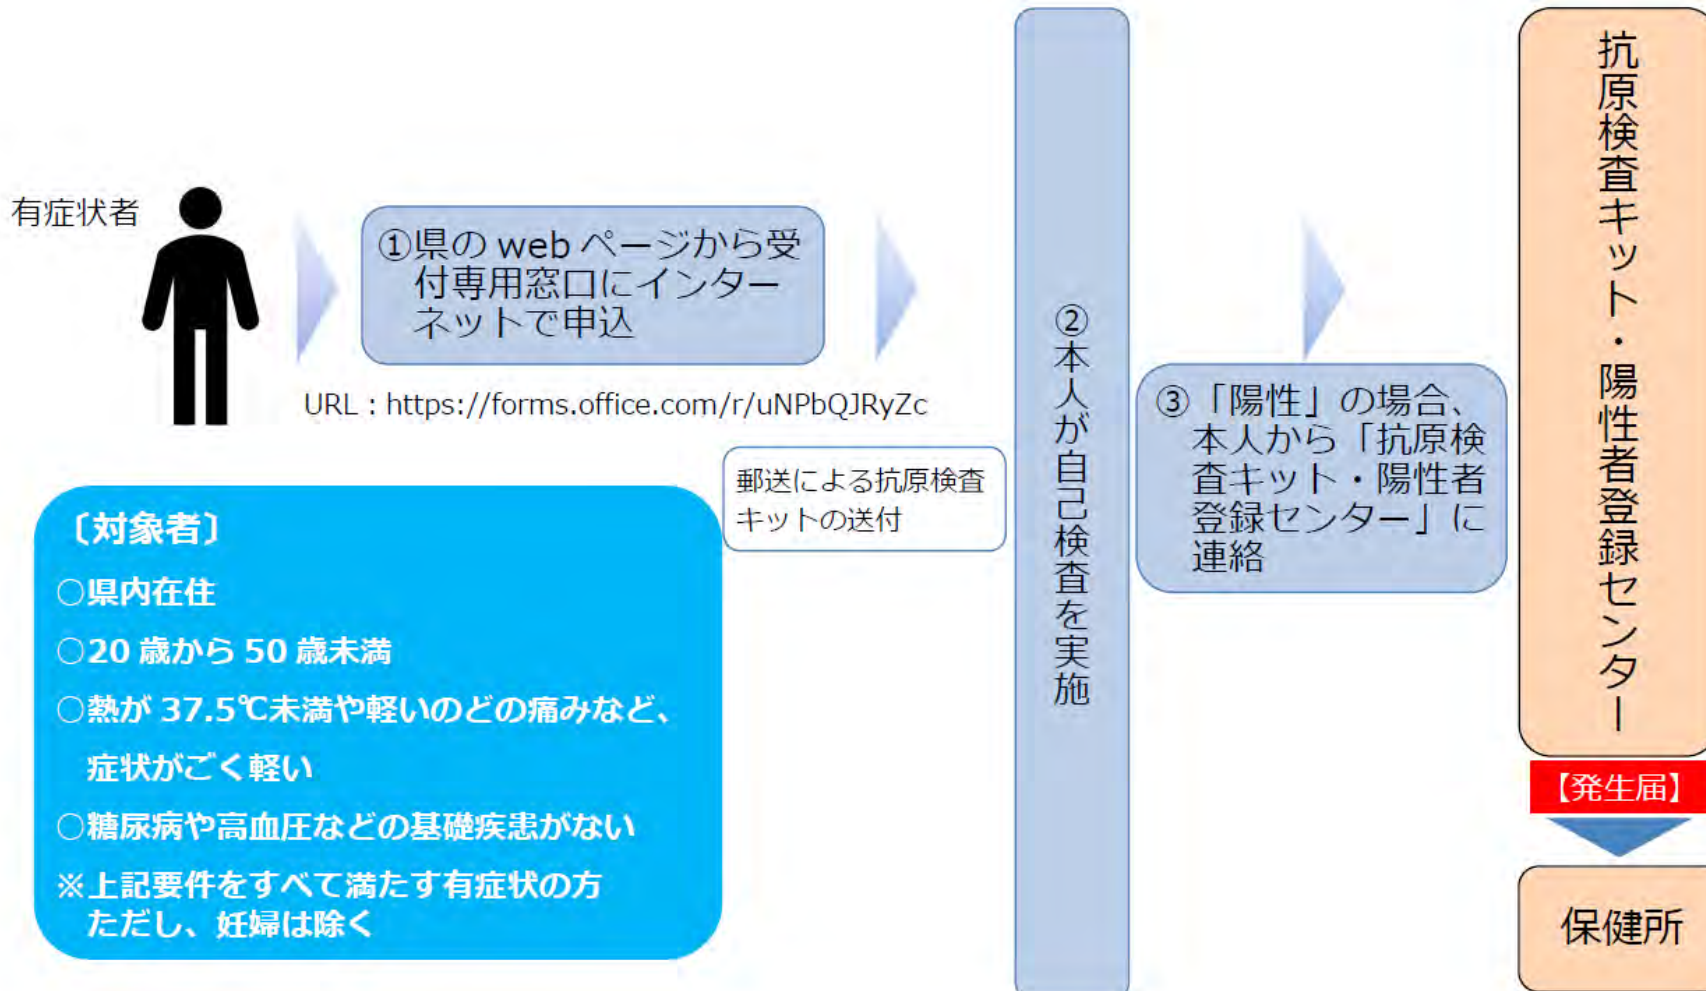 有症状者
①県の web ページから受
付専用窓口にインター
ネットで申込
URL：https://forms.office.com/r/uNPbQJRyZc
郵送による抗原検査
キットの送付
〔対象者〕
○県内在住
○20 歳から 50 歳未満
○熱が 37.5℃未満や軽いのどの痛みなど、
症状がごく軽い
○糖尿病や高血圧などの基礎疾患がない
※上記要件をすべて満たす有症状の方
ただし、妊婦は除く
②本人が自己検査を実施
③「陽性」の場合、
本人から「抗原検
査キット・陽性者
登録センター」に
連絡
抗原検査キット・陽性者登録センター
【発生届】
保健所